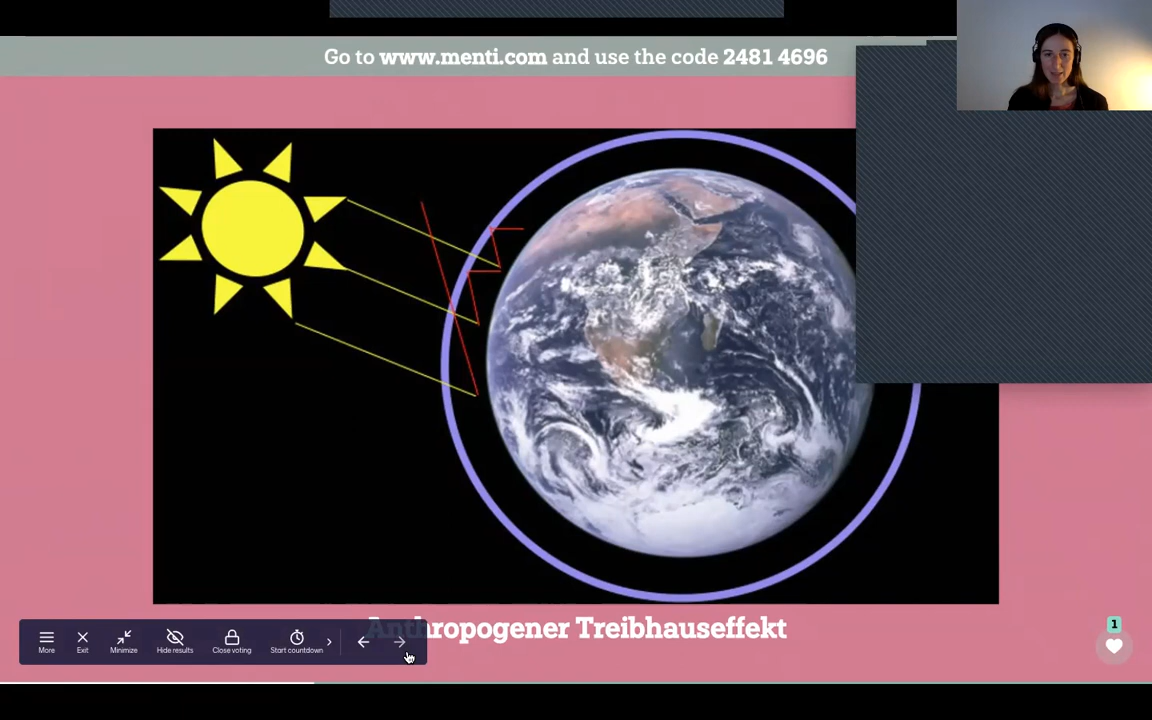 Go to www.menti.com and use the code 2481 4696
Anthropogener Treibhauseffekt
More
Exit
Minimize
Hide results
Close voting
Start countdown
1